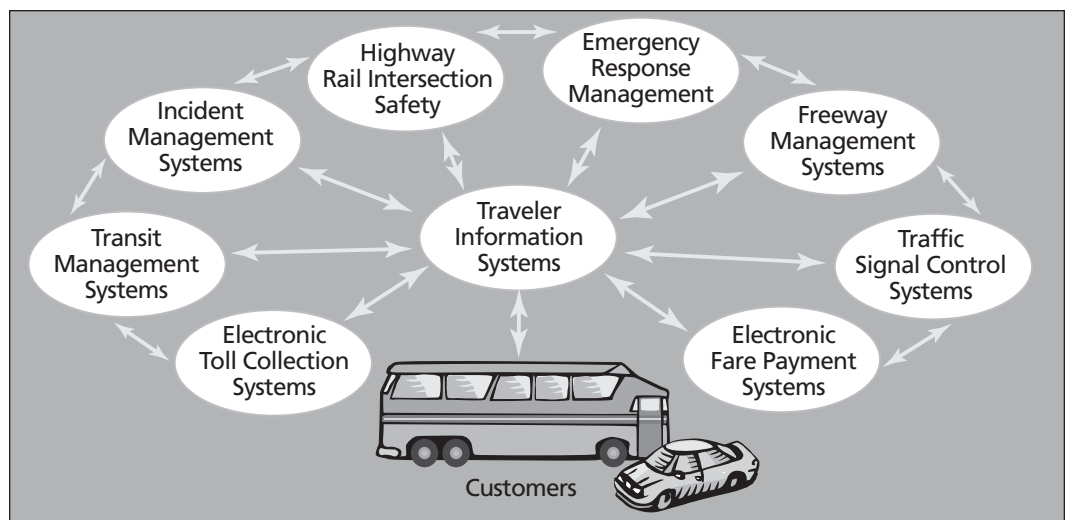 Highway
Rail Intersection
Safety
Emergency
Response
Management
Incident
Management
Systems
Freeway
Management
Systems
Traveler
Information
Systems
Transit
Management
Systems
Traffic
Signal Control
Systems
Electronic
Toll Collection
Systems
Electronic
Fare Payment
Systems
Customers